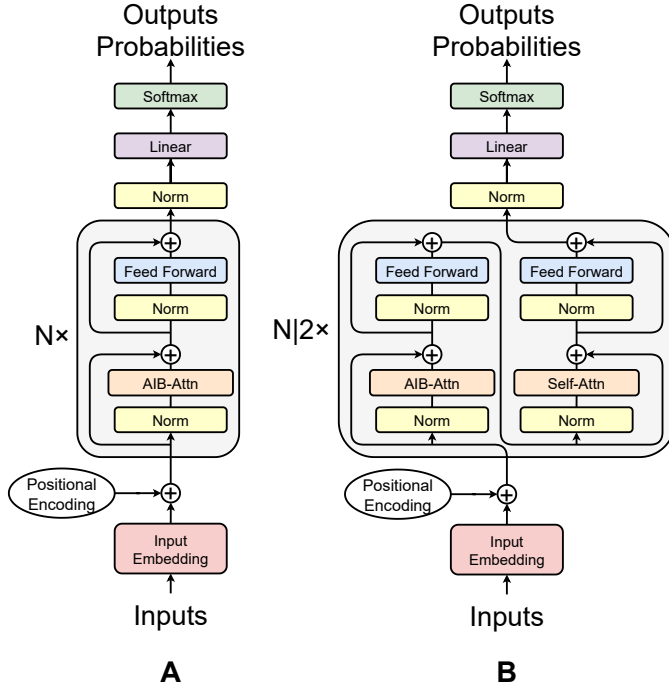 Outputs
Probabilities
Softmax
Linear
Norm
N×
Feed Forward
Norm
AIB-Attn
Norm
Positional
Encoding
Input
Embedding
Inputs
A
Outputs
Probabilities
Softmax
Linear
Norm
N|2×
Feed Forward
Norm
AIB-Attn
Norm
Feed Forward
Norm
Self-Attn
Norm
Positional
Encoding
Input
Embedding
Inputs
B